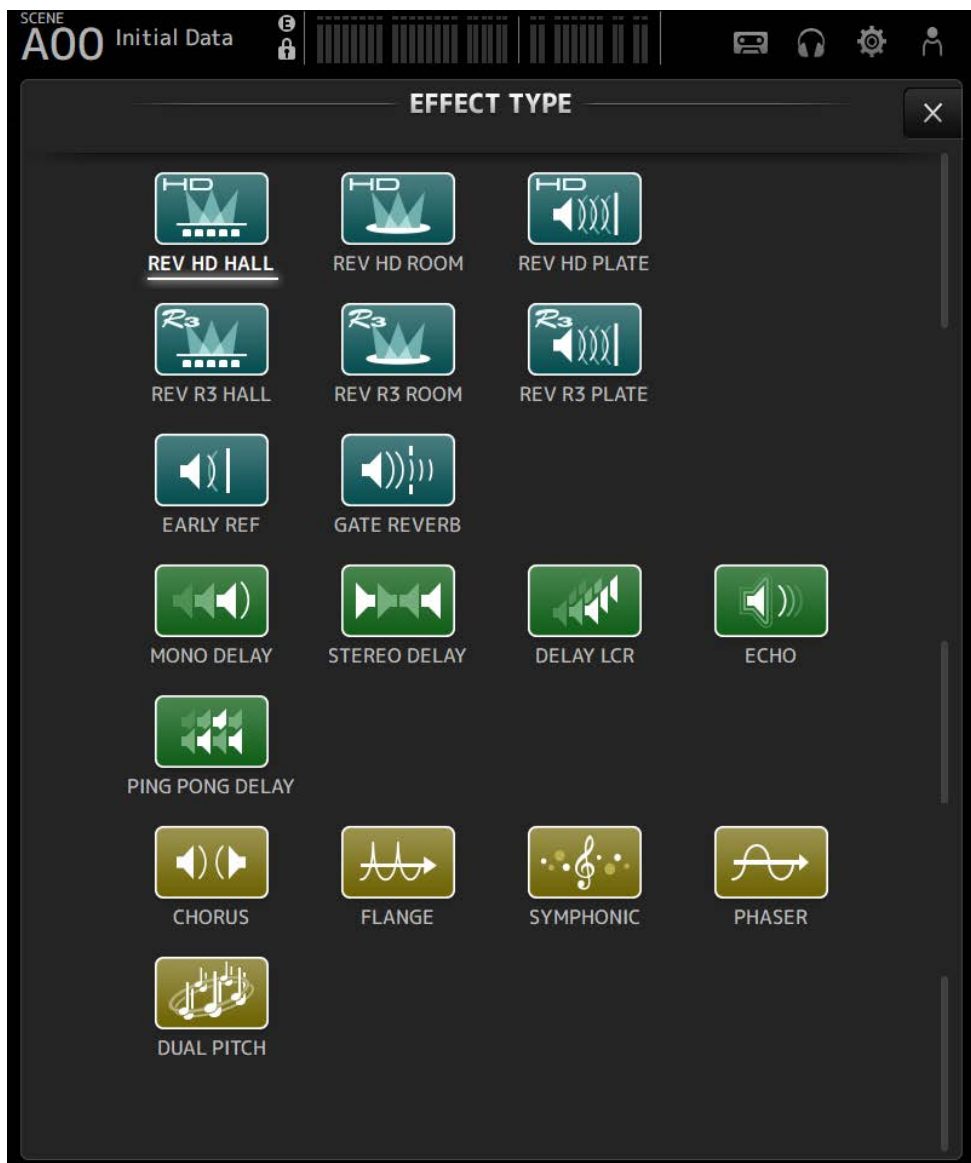 SCENE
A00 Initial Data E
EFFECT TYPE
HD HD HD
REV HD HALL REV HD ROOM REV HD PLATE
R3 R3 R3
REV R3 HALL REV R3 ROOM REV R3 PLATE
EARLY REF GATE REVERB
MONO DELAY STEREO DELAY DELAY LCR ECHO
PING PONG DELAY
CHORUS FLANGE SYMPHONIC PHASER
DUAL PITCH